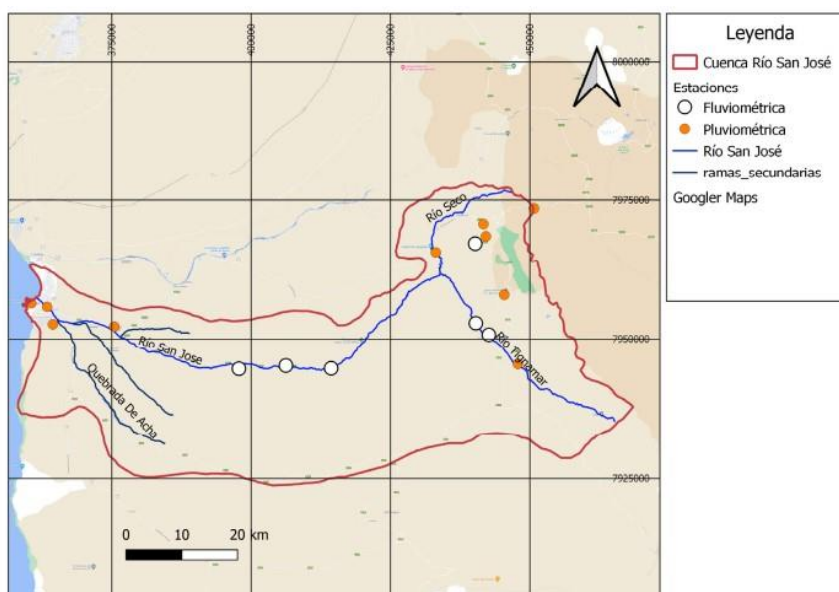 375000
400000
425000
450000
8000000
7975000
7950000
7925000
Río Seco
Río San José
Río Tignamar
Quebrada De Acha
0 10 20 km
Leyenda
Cuenca Río San José
Estaciones
Fluviométrica
Pluviométrica
Río San José
ramas_secundarias
Googler Maps